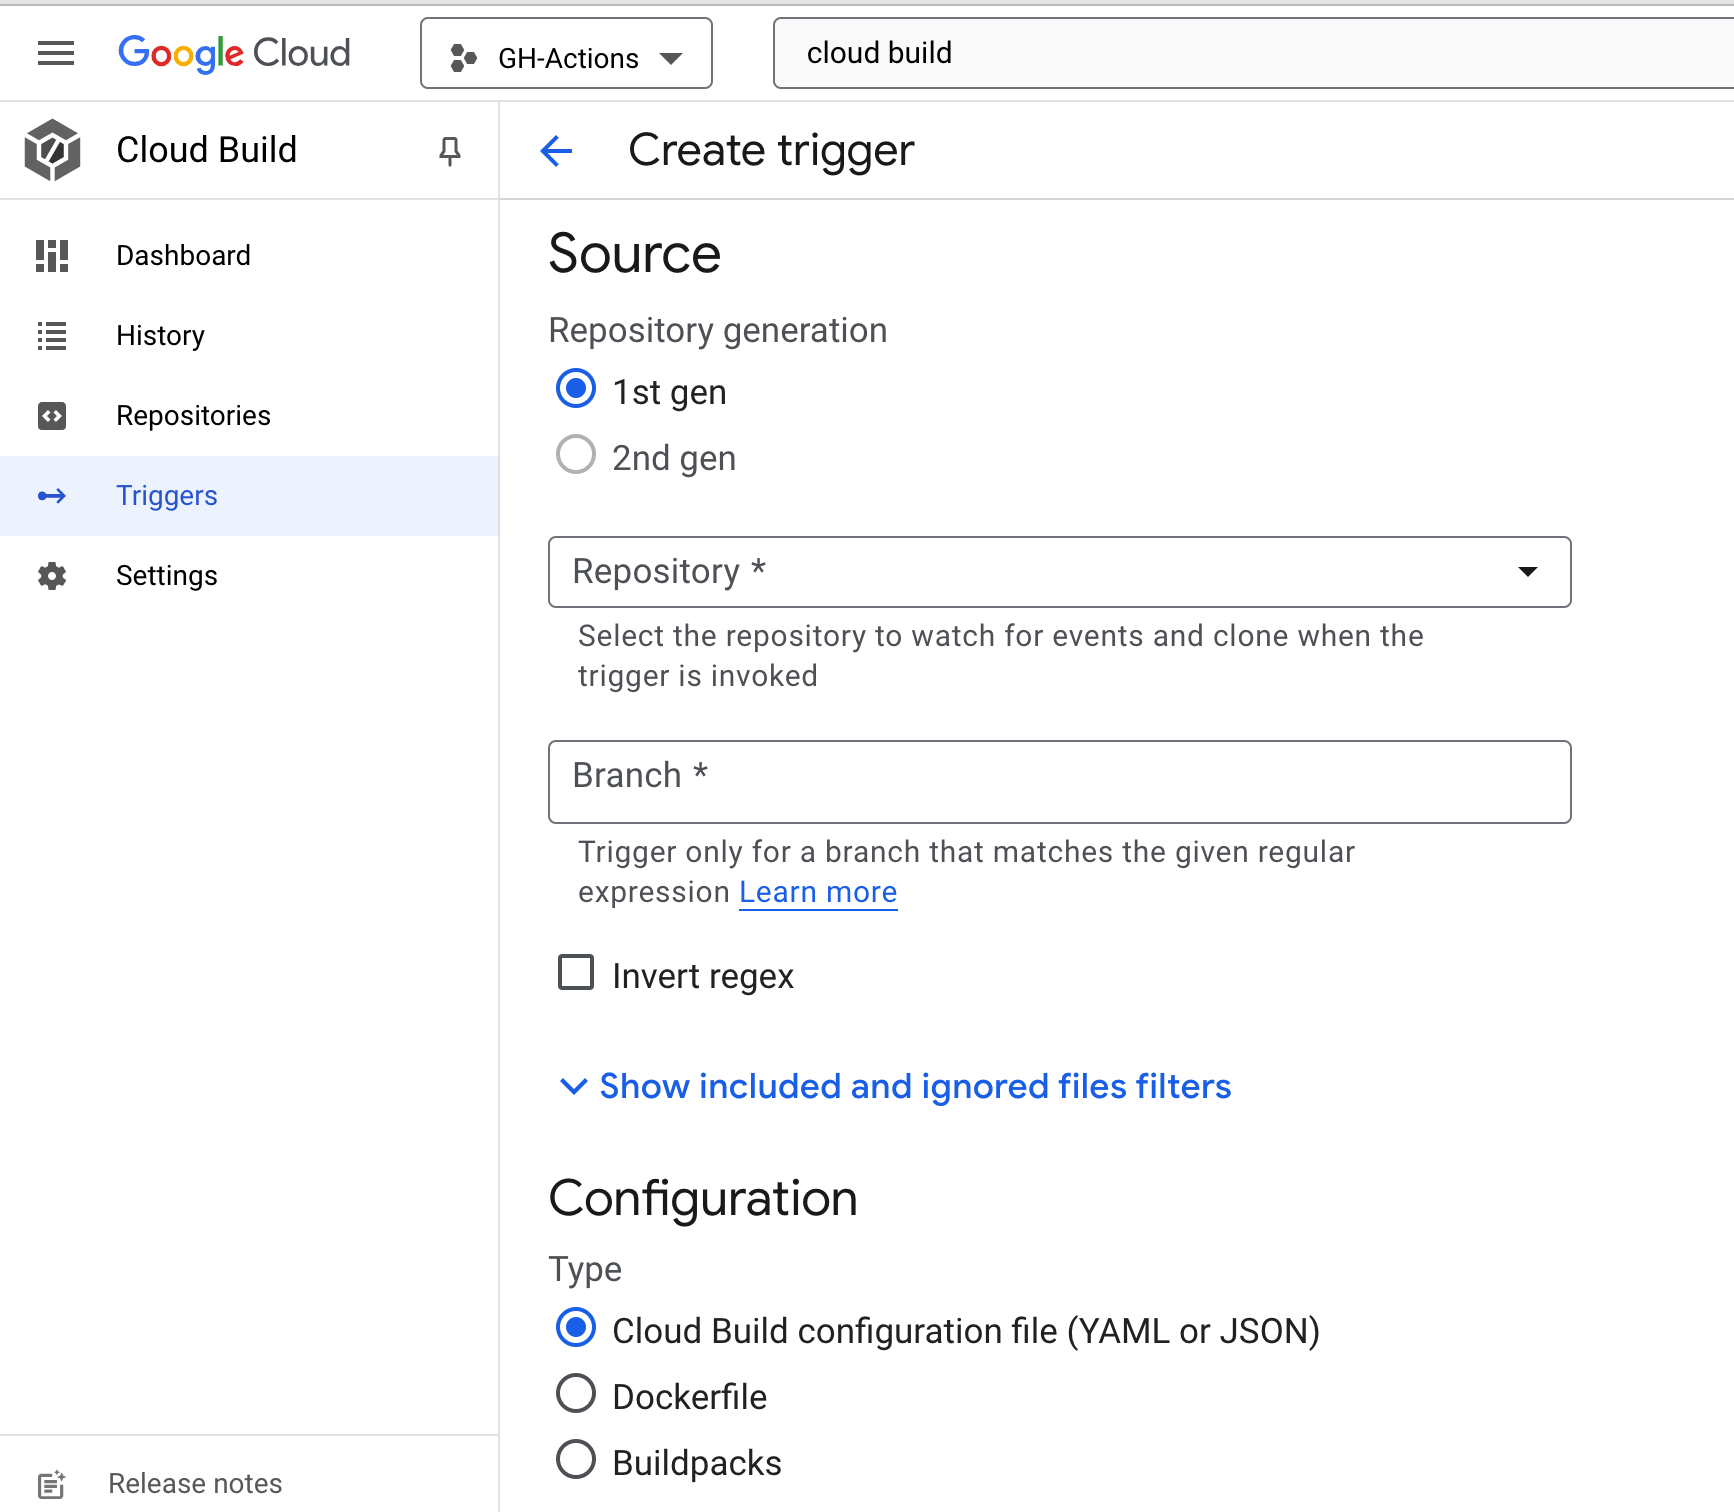 Google Cloud
GH-Actions
cloud build
Cloud Build
Create trigger
Dashboard
History
Repositories
Triggers
Settings
Release notes
Source
Repository generation
1st gen
2nd gen
Repository *
Select the repository to watch for events and clone when the
trigger is invoked
Branch *
Trigger only for a branch that matches the given regular
expression Learn more
Invert regex
Show included and ignored files filters
Configuration
Type
Cloud Build configuration file (YAML or JSON)
Dockerfile
Buildpacks